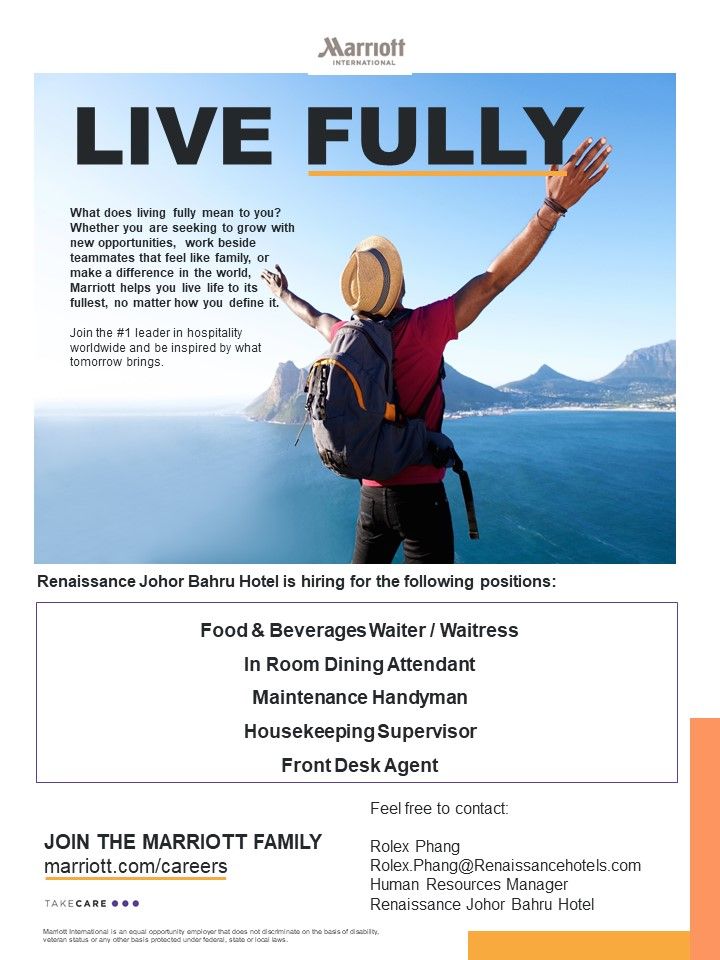 Marriott
INTERNATIONAL
LIVE FULLY
What does living fully mean to you?
Whether you are seeking to grow with
new opportunities, work beside
teammates that feel like family, or
make a difference in the world,
Marriott helps you live life to its
fullest, no matter how you define it.
Join the #1 leader in hospitality
worldwide and be inspired by what
tomorrow brings.
Renaissance Johor Bahru Hotel is hiring for the following positions:
Food & Beverages Waiter / Waitress
In Room Dining Attendant
Maintenance Handyman
Housekeeping Supervisor
Front Desk Agent
JOIN THE MARRIOTT FAMILY
marriott.com/careers
TAKECARE
Feel free to contact:
Rolex Phang
Rolex.Phang@Renaissancehotels.com
Human Resources Manager
Renaissance Johor Bahru Hotel
Marriott International is an equal opportunity employer that does not discriminate on the basis of disability,
veteran status or any other basis protected under federal, state or local laws.